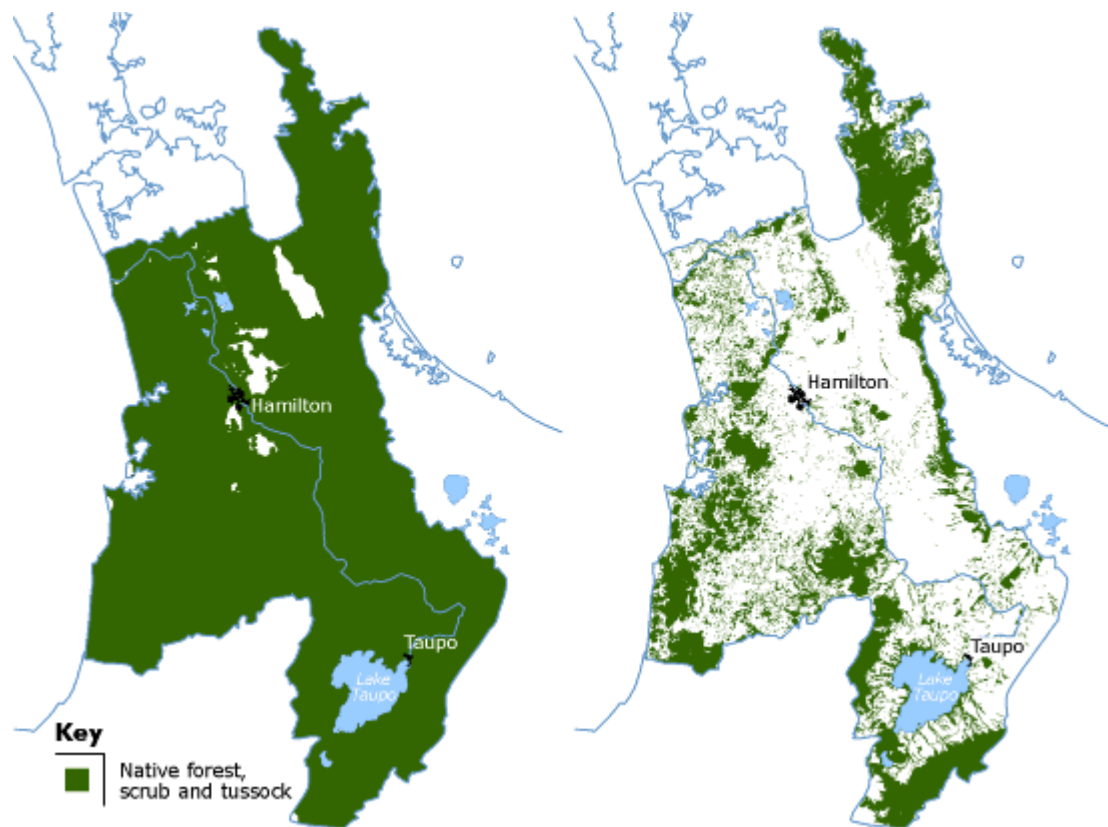 Hamilton
Taupo
Lake
Taupo
Key
Native forest,
scrub and tussock
Hamilton
Taupo
Lake
Taupo